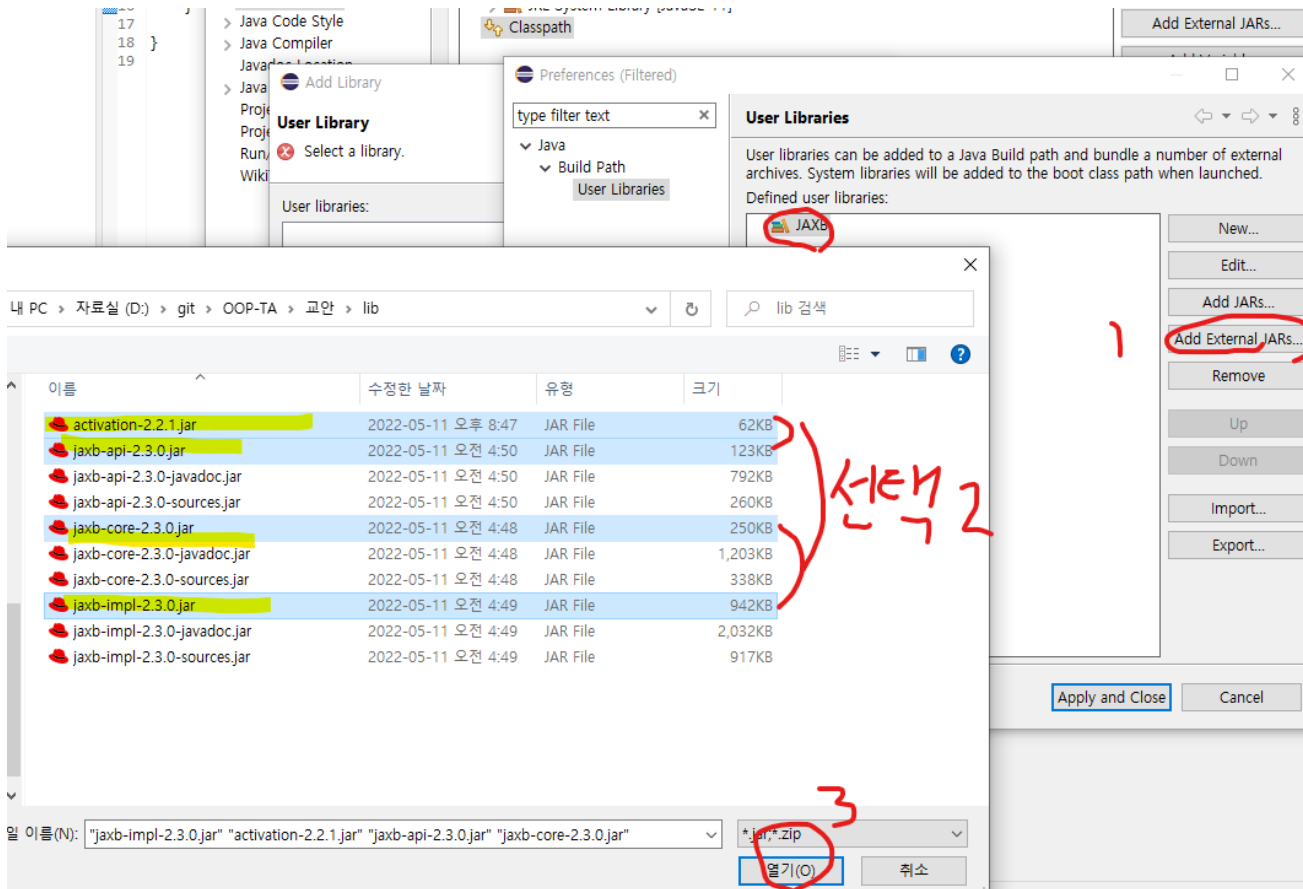 17
18 }
19
Java Code Style
Java Compiler
Java
Proje
Proje
Run/
Wiki
Classpath
Add External JARs...
Add Library
User Library
Select a library.
User libraries:
Preferences (Filtered)
type filter text
Java
Build Path
User Libraries
User Libraries
User libraries can be added to a Java Build path and bundle a number of external
archives. System libraries will be added to the boot class path when launched.
Defined user libraries:
JAXB
New...
Edit...
Add JARs...
1
Add External JARs...
Remove
Up
Down
Import...
Export...
Apply and Close
Cancel
내 PC > 자료실 (D:) > git > OOP-TA > 교안 > lib
lib 검색
이름 수정한 날짜 유형 크기
activation-2.2.1.jar 2022-05-11 오후 8:47 JAR File 62KB
jaxb-api-2.3.0.jar 2022-05-11 오전 4:50 JAR File 123KB
jaxb-api-2.3.0-javadoc.jar 2022-05-11 오전 4:50 JAR File 792KB
jaxb-api-2.3.0-sources.jar 2022-05-11 오전 4:50 JAR File 260KB
jaxb-core-2.3.0.jar 2022-05-11 오전 4:48 JAR File 250KB
jaxb-core-2.3.0-javadoc.jar 2022-05-11 오전 4:48 JAR File 1,203KB
jaxb-core-2.3.0-sources.jar 2022-05-11 오전 4:48 JAR File 338KB
jaxb-impl-2.3.0.jar 2022-05-11 오전 4:49 JAR File 942KB
jaxb-impl-2.3.0-javadoc.jar 2022-05-11 오전 4:49 JAR File 2,032KB
jaxb-impl-2.3.0-sources.jar 2022-05-11 오전 4:49 JAR File 917KB
선택 2
3
일 이름(N): "jaxb-impl-2.3.0.jar" "activation-2.2.1.jar" "jaxb-api-2.3.0.jar" "jaxb-core-2.3.0.jar"
*.jar;*.zip
열기(O)
취소